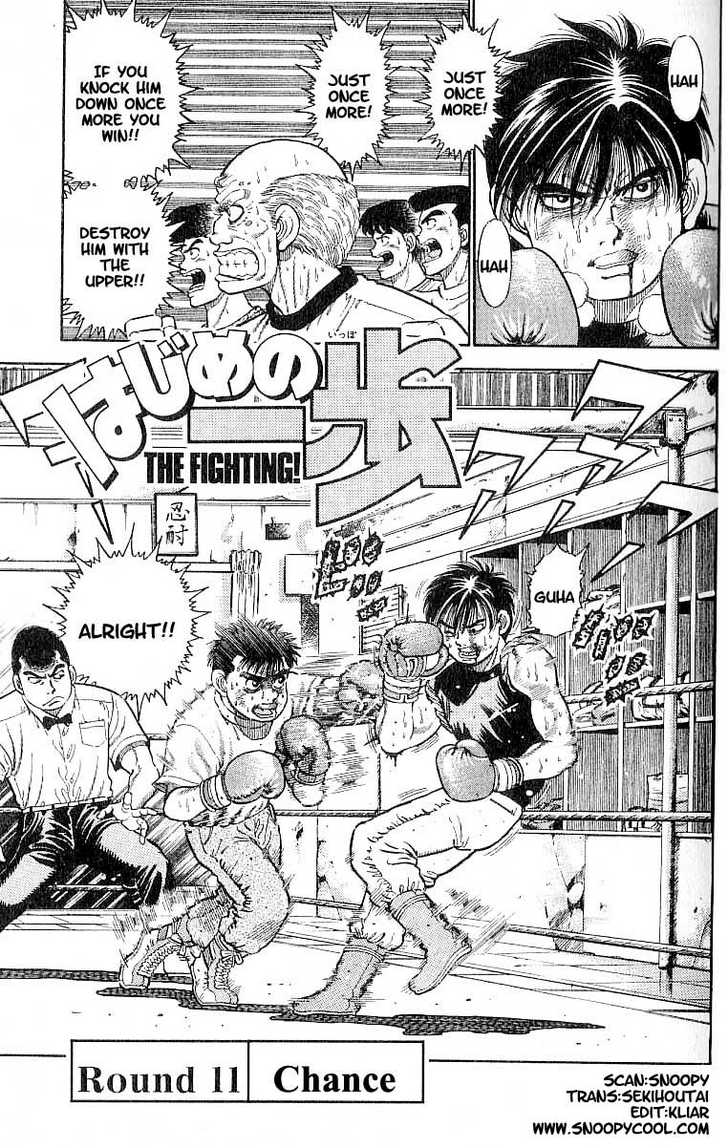 HAH
HAH
JUST
ONCE
MORE!
JUST
ONCE
MORE!
IF YOU
KNOCK HIM
DOWN ONCE
MORE YOU
WIN!!
DESTROY
HIM WITH
THE
UPPER!!
いっぽ
はじめの一歩
THE FIGHTING!
忍耐
ALRIGHT!!
GUHA
Round 11 Chance
SCAN:SNOOPY
TRANS:SEKIHOUTAI
EDIT:KLIAR
WWW.SNOOPYCOOL.COM